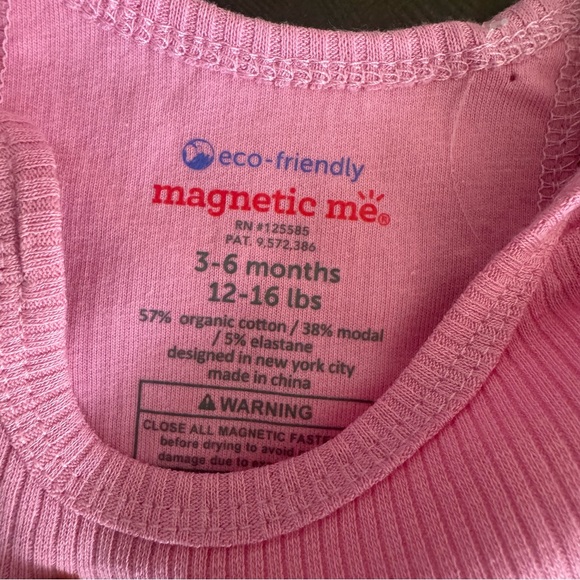 eco-friendly
magnetic me®
RN #125585
PAT. 9,572,386
3-6 months
12-16 lbs
57% organic cotton / 38% modal
/ 5% elastane
designed in new york city
made in china
WARNING
CLOSE ALL MAGNETIC
before drying to avoid
damage due to